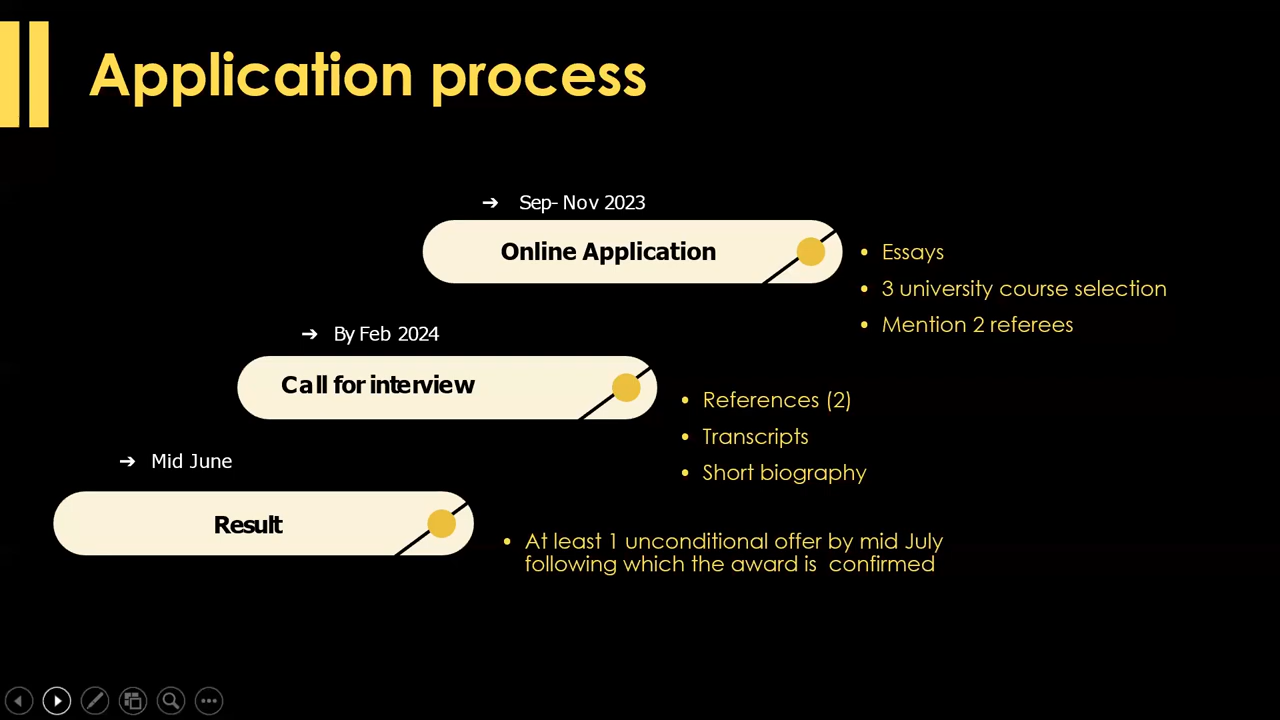 Application process
➔ Sep- Nov 2023
Online Application
• Essays
• 3 university course selection
• Mention 2 referees
➔ By Feb 2024
Call for interview
• References (2)
• Transcripts
• Short biography
➔ Mid June
Result
• At least 1 unconditional offer by mid July
following which the award is confirmed